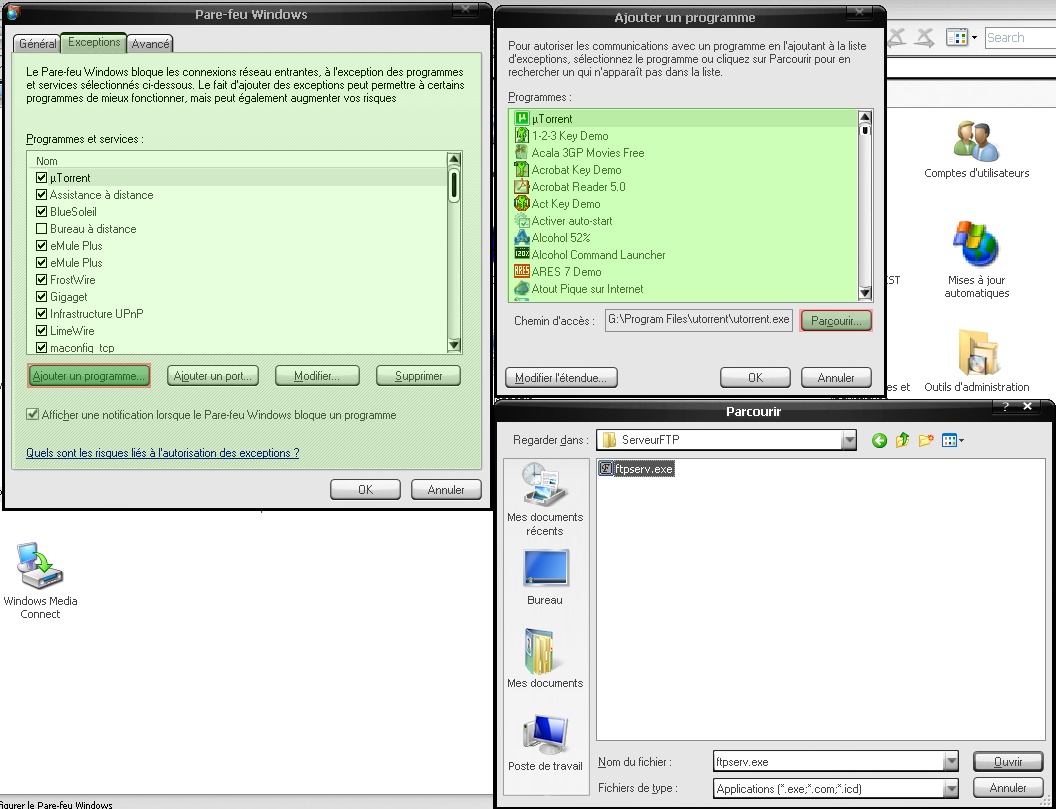 Pare-feu Windows
Général
Exceptions
Avancé
Le Pare-feu Windows bloque les connexions réseau entrantes, à l'exception des programmes
et services sélectionnés ci-dessous. Le fait d'ajouter des exceptions peut permettre à certains
programmes de mieux fonctionner, mais peut également augmenter vos risques
Programmes et services :
Nom
µTorrent
Assistance à distance
BlueSoleil
Bureau à distance
eMule Plus
eMule Plus
FrostWire
Gigaget
Infrastructure UPnP
LimeWire
maconfig_tcp
Ajouter un programme...
Ajouter un port...
Modifier...
Supprimer
Afficher une notification lorsque le Pare-feu Windows bloque un programme
Quels sont les risques liés à l'autorisation des exceptions ?
OK
Annuler
Windows Media
Connect
figurer le Pare-feu Windows
Ajouter un programme
Pour autoriser les communications avec un programme en l'ajoutant à la liste
d'exceptions, sélectionnez le programme ou cliquez sur Parcourir pour en
rechercher un qui n'apparaît pas dans la liste.
Programmes :
µTorrent
1-2-3 Key Demo
Acala 3GP Movies Free
Acrobat Key Demo
Acrobat Reader 5.0
Act Key Demo
Activer auto-start
Alcohol 52%
Alcohol Command Launcher
ARES 7 Demo
Atout Pique sur Internet
Chemin d'accès :
G:\Program Files\utorrent\utorrent.exe
Parcourir...
Modifier l'étendue...
OK
Annuler
Search
Comptes d'utilisateurs
ST
Mises à jour
automatiques
es et
Outils d'administration
Parcourir
Regarder dans :
ServeurFTP
ftpserv.exe
Mes documents
récents
Bureau
Mes documents
Poste de travail
Nom du fichier :
ftpserv.exe
Ouvrir
Fichiers de type :
Applications (*.exe;*.com;*.icd)
Annuler